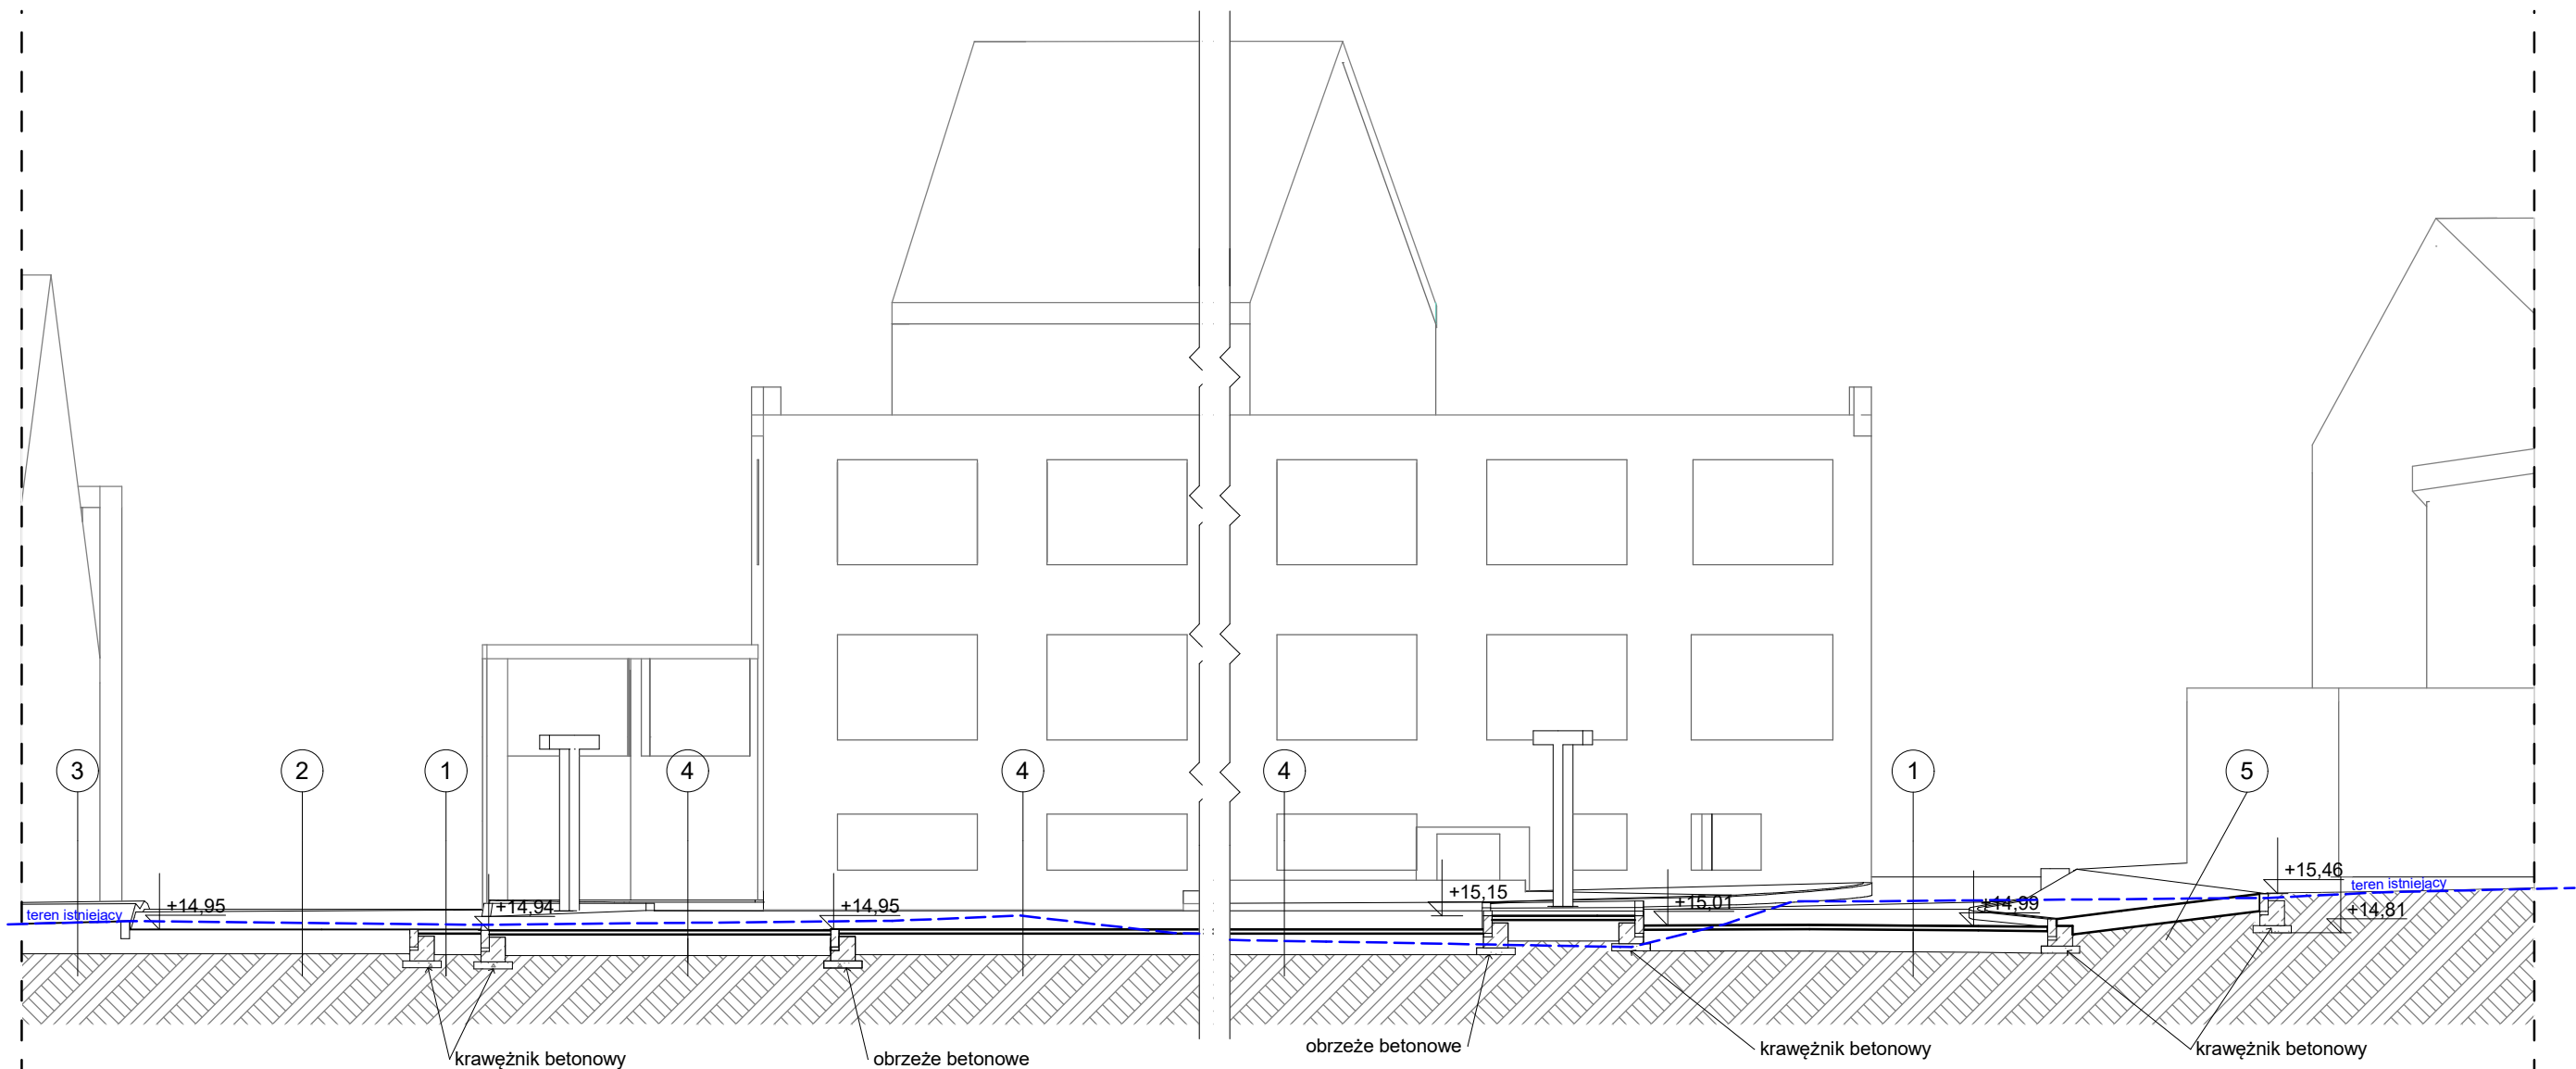 3
2
1
4
4
4
1
5
+14,95
+14,94
+14,95
+15,15
+15,01
+14,99
+15,46
+14,81
teren istniejący
teren istniejący
krawężnik betonowy
obrzeże betonowe
obrzeże betonowe
krawężnik betonowy
krawężnik betonowy